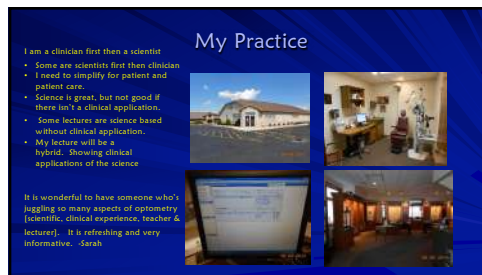 My Practice
I am a clinician first then a scientist
• Some are scientists first then clinician
• I need to simplify for patient and
patient care.
• Science is great, but not good if
there isn't a clinical application.
• Some lectures are science based
without clinical application.
• My lecture will be a
hybrid. Showing clinical
applications of the science
It is wonderful to have someone who's
juggling so many aspects of optometry
[scientific, clinical experience, teacher &
lecturer]. It is refreshing and very
informative. -Sarah